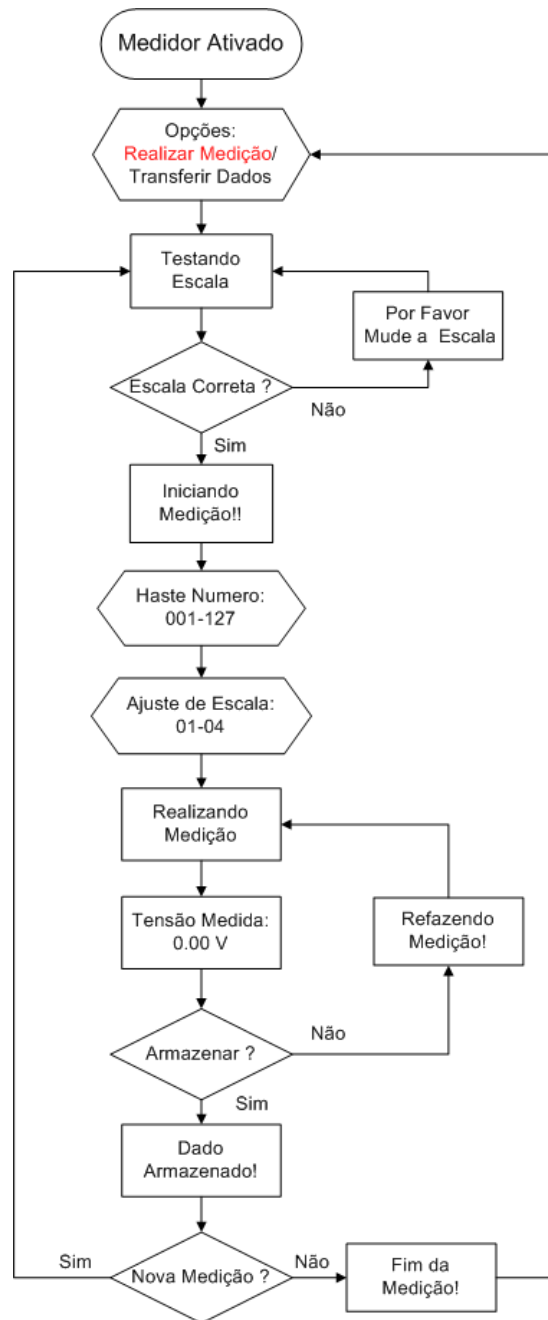 Medidor Ativado
Opções:
Realizar Medição/
Transferir Dados
Testando
Escala
Por Favor
Mude a Escala
Escala Correta ?
Não
Sim
Iniciando
Medição!!
Haste Numero:
001-127
Ajuste de Escala:
01-04
Realizando
Medição
Tensão Medida:
0.00 V
Refazendo
Medição!
Não
Armazenar ?
Sim
Dado
Armazenado!
Sim
Nova Medição ?
Não
Fim da
Medição!